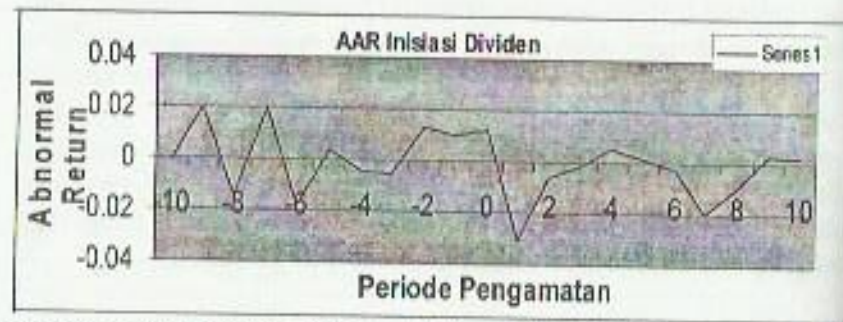 AAR Inisiasi Dividen
Series1
Abnormal
Return
0.04
0.02
0
-0.02
-0.04
-10 -8 -6 -4 -2 0 2 4 6 8 10
Periode Pengamatan